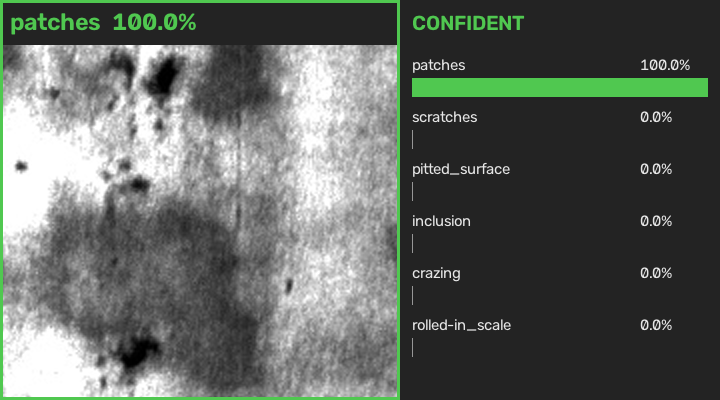 patches 100.0%
CONFIDENT
patches 100.0%
scratches 0.0%
pitted_surface 0.0%
inclusion 0.0%
crazing 0.0%
rolled-in_scale 0.0%